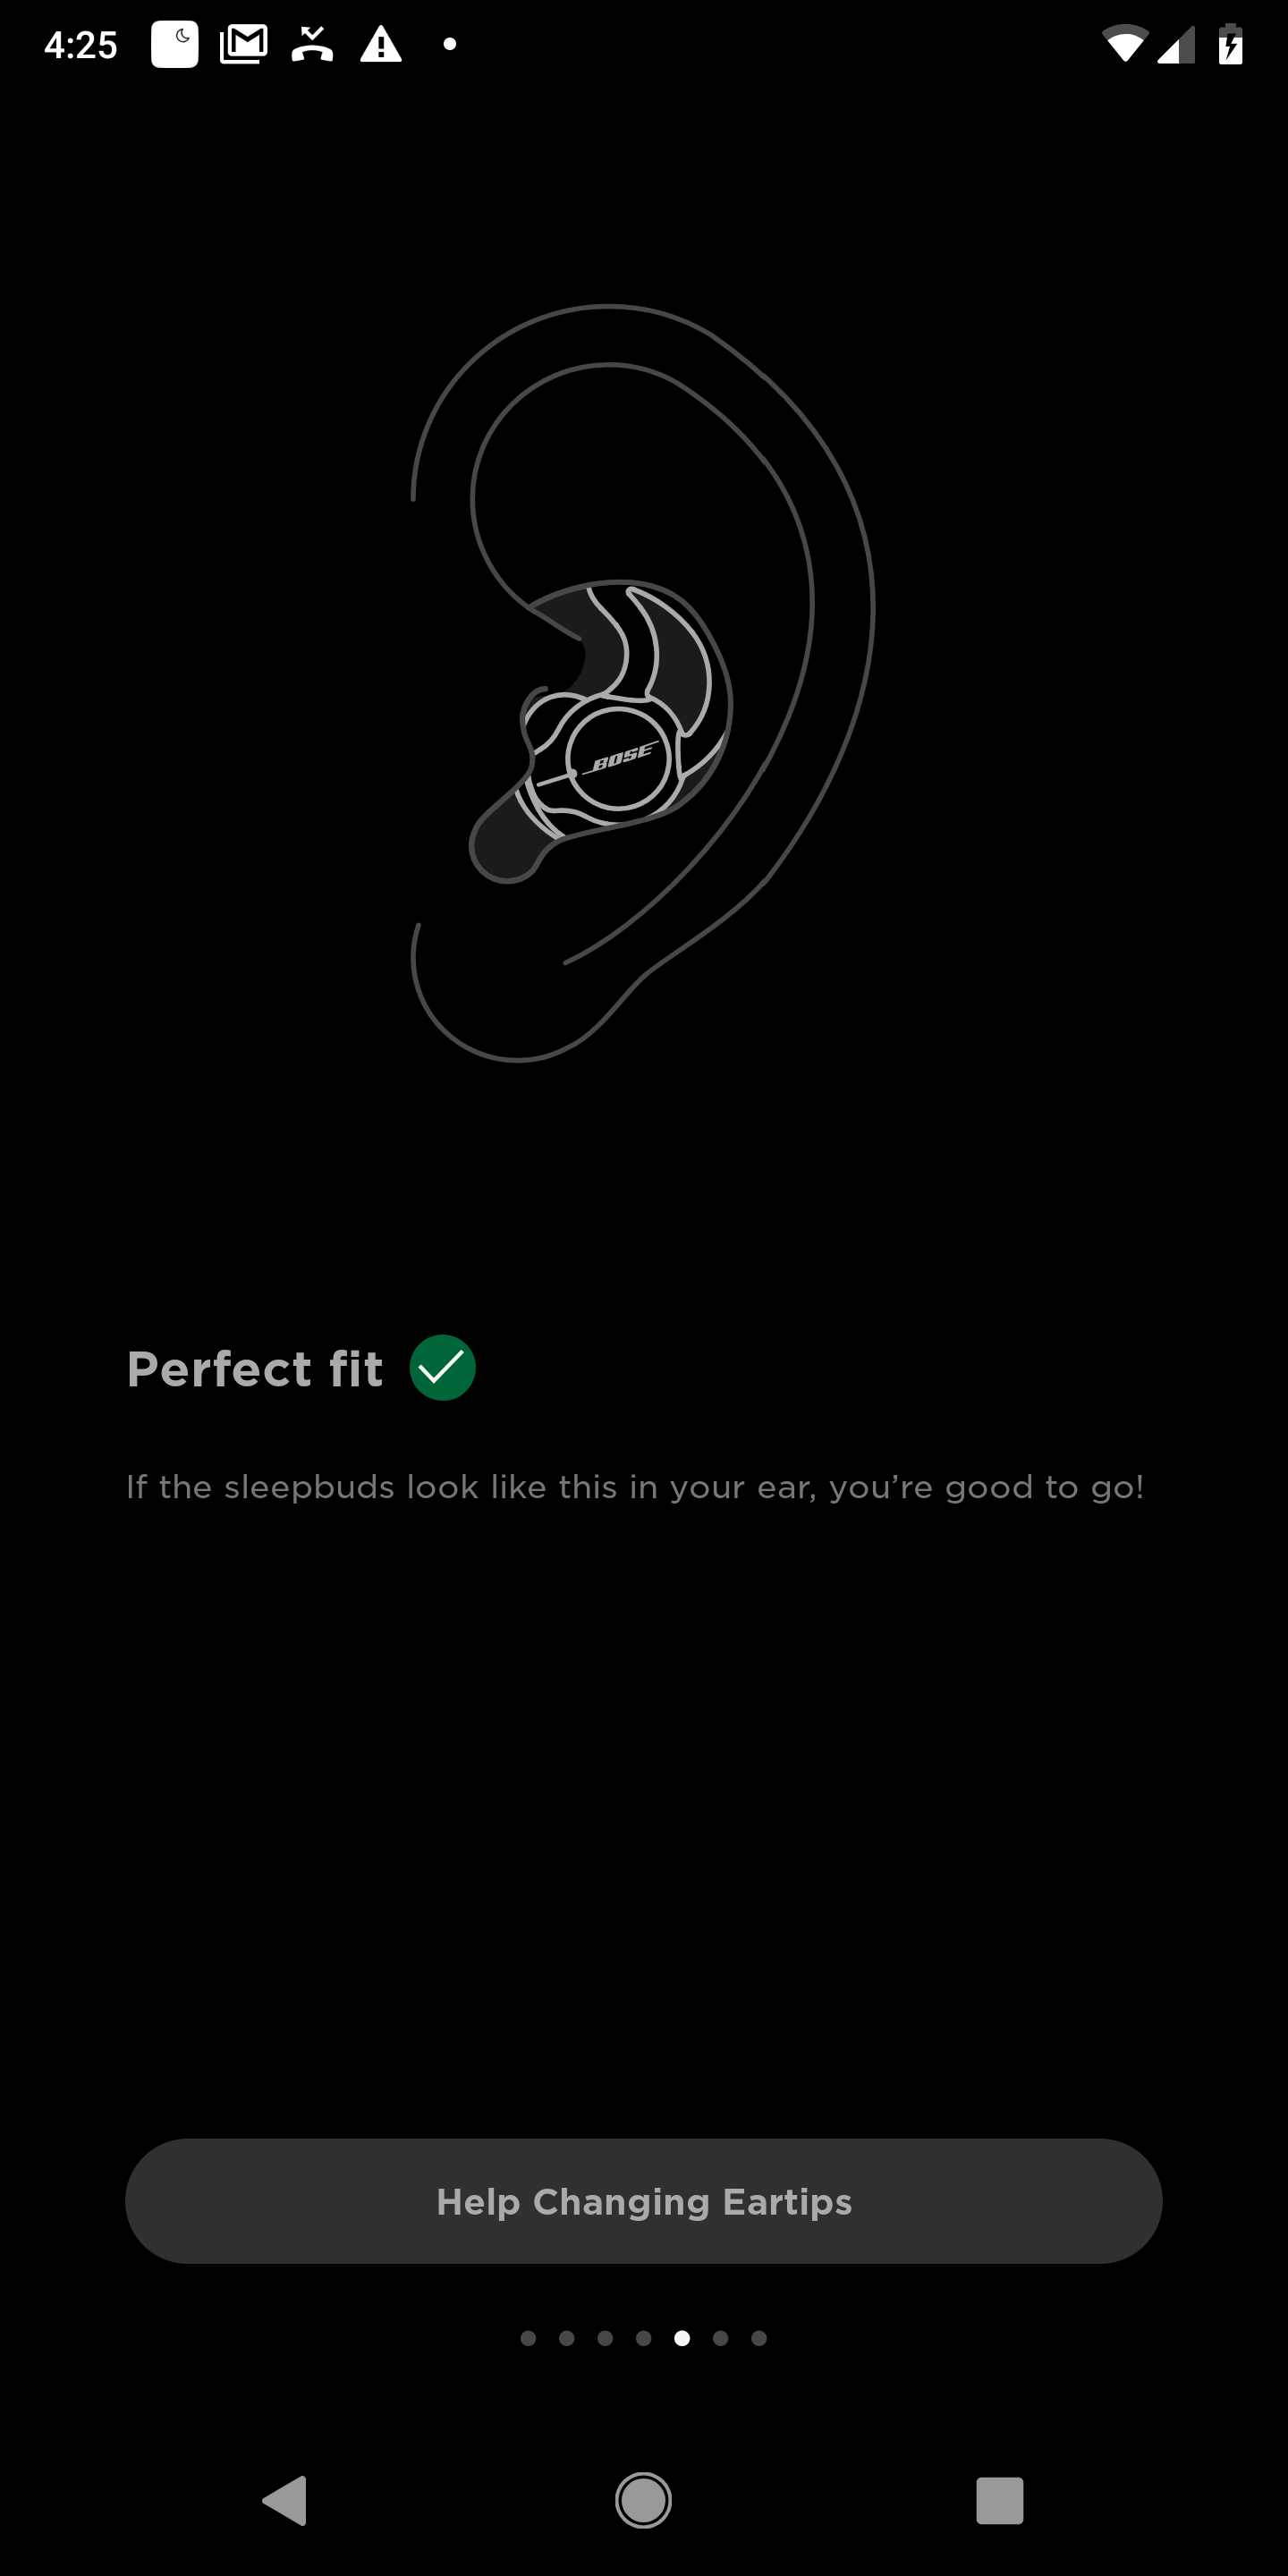 4:25
BOSE
Perfect fit
If the sleepbuds look like this in your ear, you’re good to go!
Help Changing Eartips